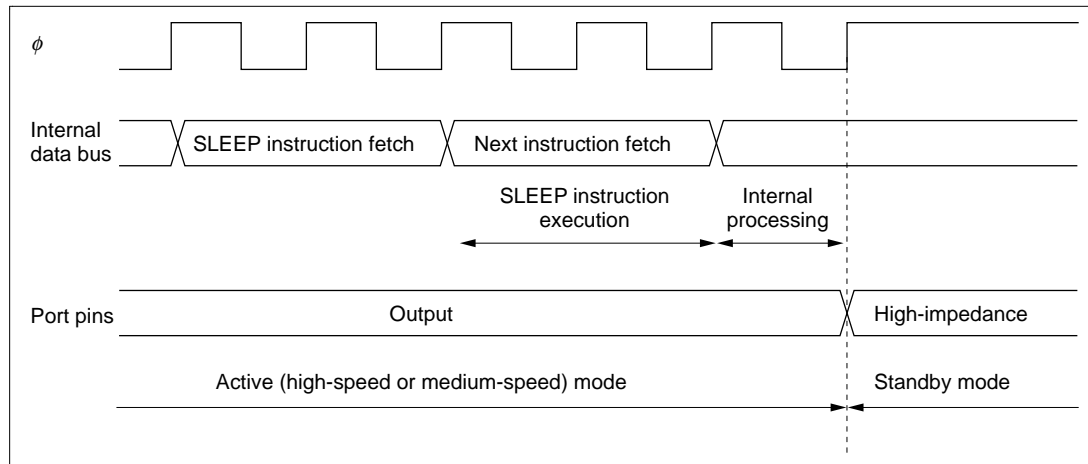 ϕ
Internal
data bus
SLEEP instruction fetch
Next instruction fetch
SLEEP instruction
execution
Internal
processing
Port pins
Output
High-impedance
Active (high-speed or medium-speed) mode
Standby mode